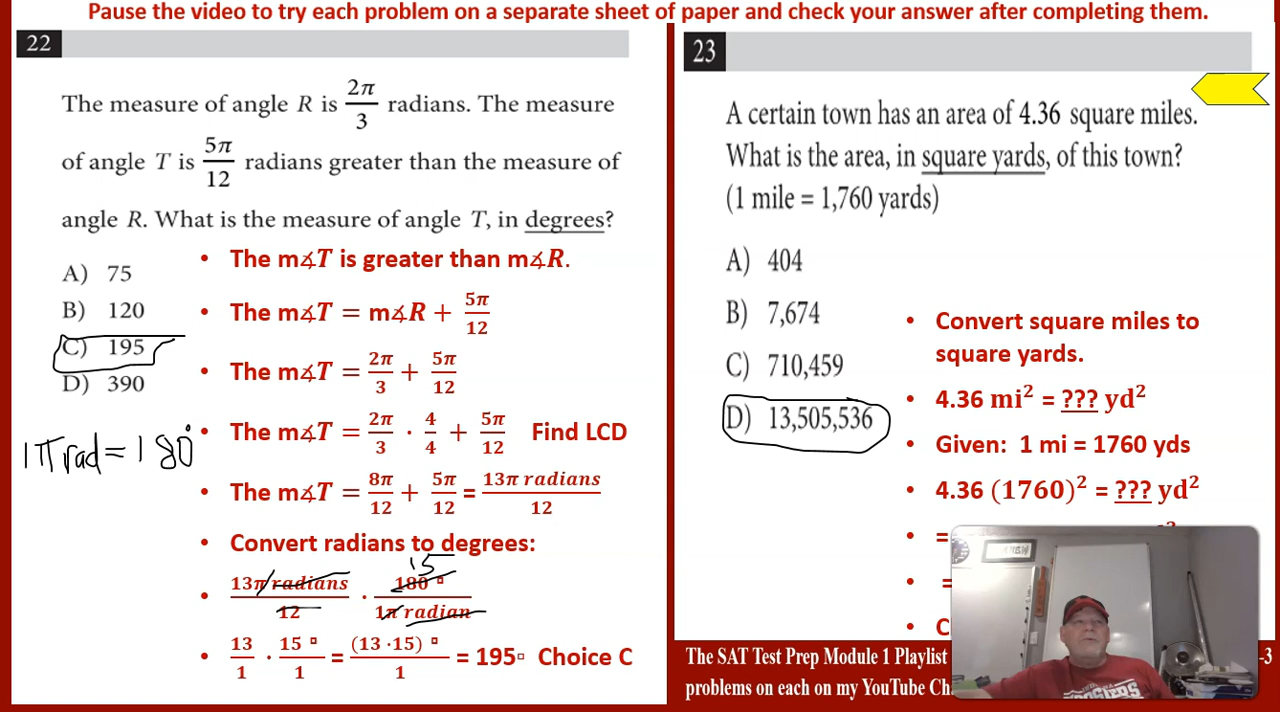 Pause the video to try each problem on a separate sheet of paper and check your answer after completing them.
22
The measure of angle R is 2π/3 radians. The measure
of angle T is 5π/12 radians greater than the measure of
angle R. What is the measure of angle T, in degrees?
A) 75
B) 120
C) 195
D) 390
1π rad = 180°
• The m∡T is greater than m∡R.
• The m∡T = m∡R + 5π/12
• The m∡T = 2π/3 + 5π/12
• The m∡T = 2π/3 · 4/4 + 5π/12 Find LCD
• The m∡T = 8π/12 + 5π/12 = 13π radians/12
• Convert radians to degrees:
15
• 13π radians/12 · 180°/1π radian
• 13/1 · 15°/1 = (13 ·15)°/1 = 195° Choice C
23
A certain town has an area of 4.36 square miles.
What is the area, in square yards, of this town?
(1 mile = 1,760 yards)
A) 404
B) 7,674
C) 710,459
D) 13,505,536
• Convert square miles to
square yards.
• 4.36 mi² = ??? yd²
• Given: 1 mi = 1760 yds
• 4.36 (1760)² = ??? yd²
• =
• =
• C
The SAT Test Prep Module 1 Playlist
-3
problems on each on my YouTube Ch